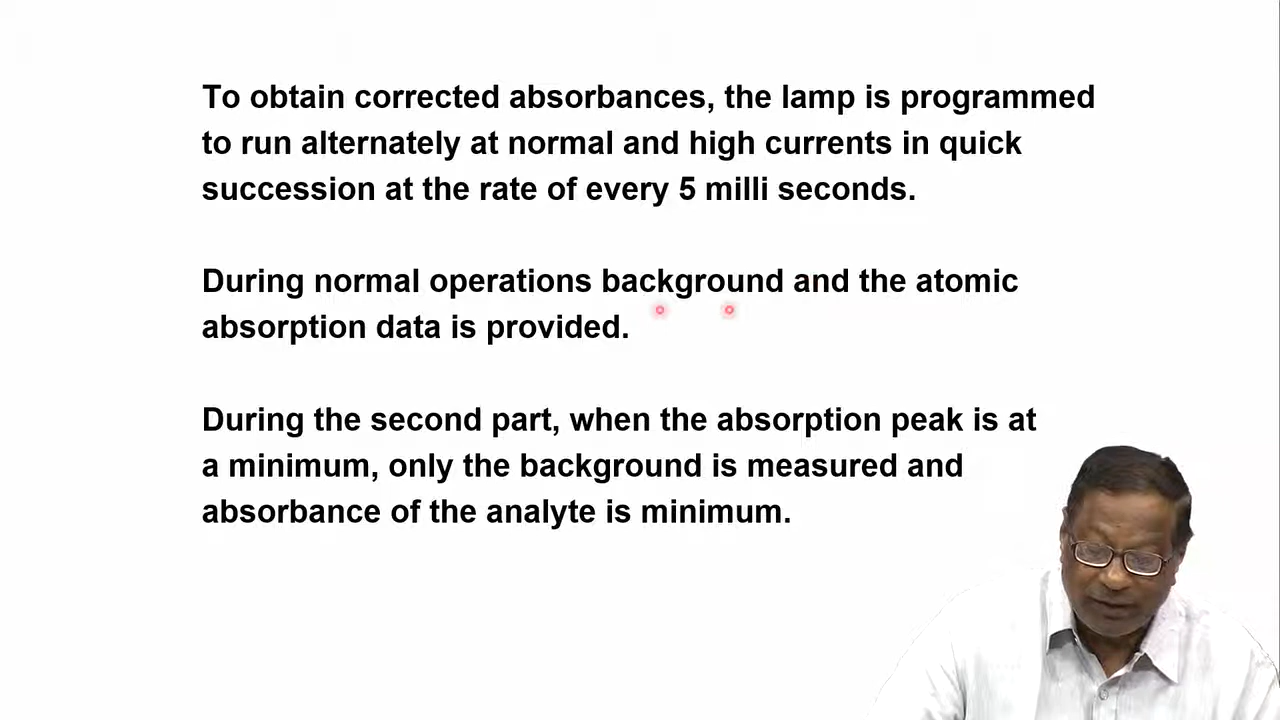 To obtain corrected absorbances, the lamp is programmed
to run alternately at normal and high currents in quick
succession at the rate of every 5 milli seconds.
During normal operations background and the atomic
absorption data is provided.
During the second part, when the absorption peak is at
a minimum, only the background is measured and
absorbance of the analyte is minimum.